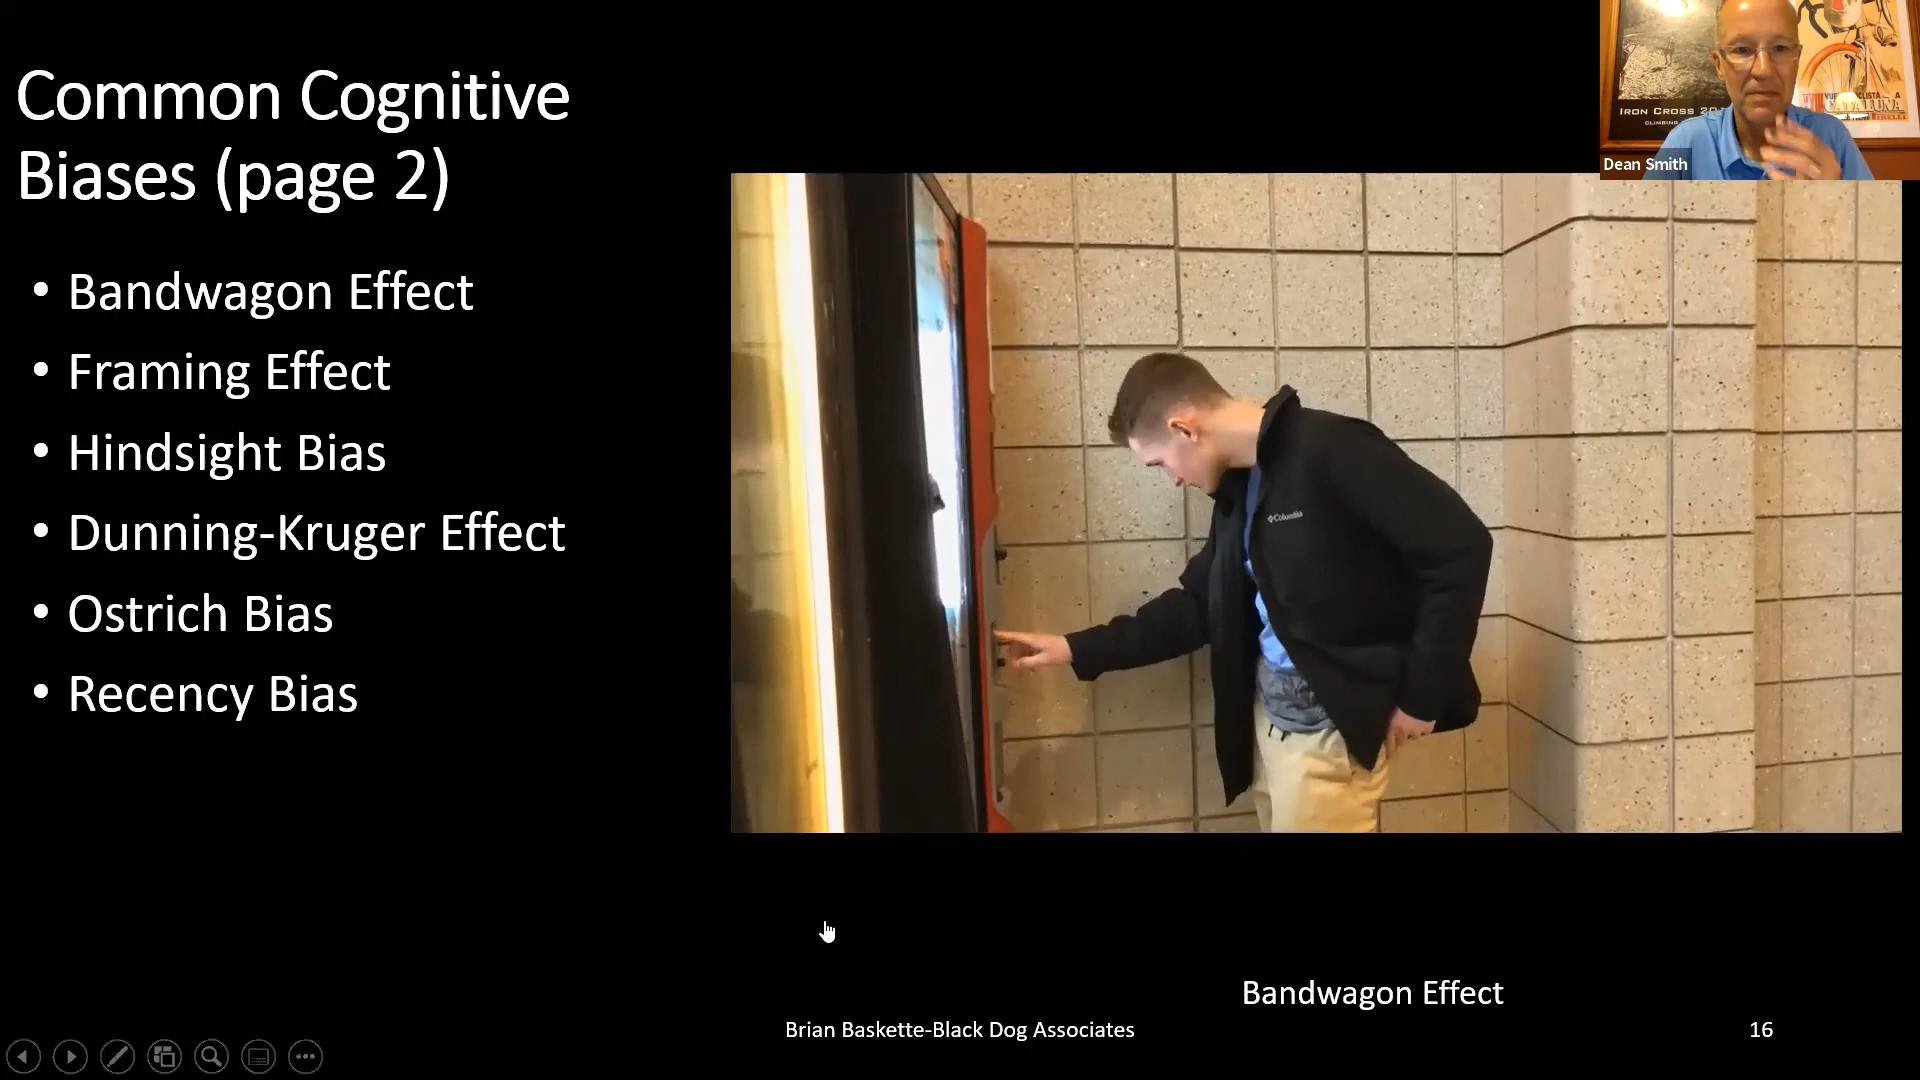 Common Cognitive
Biases (page 2)
• Bandwagon Effect
• Framing Effect
• Hindsight Bias
• Dunning-Kruger Effect
• Ostrich Bias
• Recency Bias
IRON CROSS
CLIMBING
Dean Smith
Columbia
Bandwagon Effect
Brian Baskette-Black Dog Associates
16